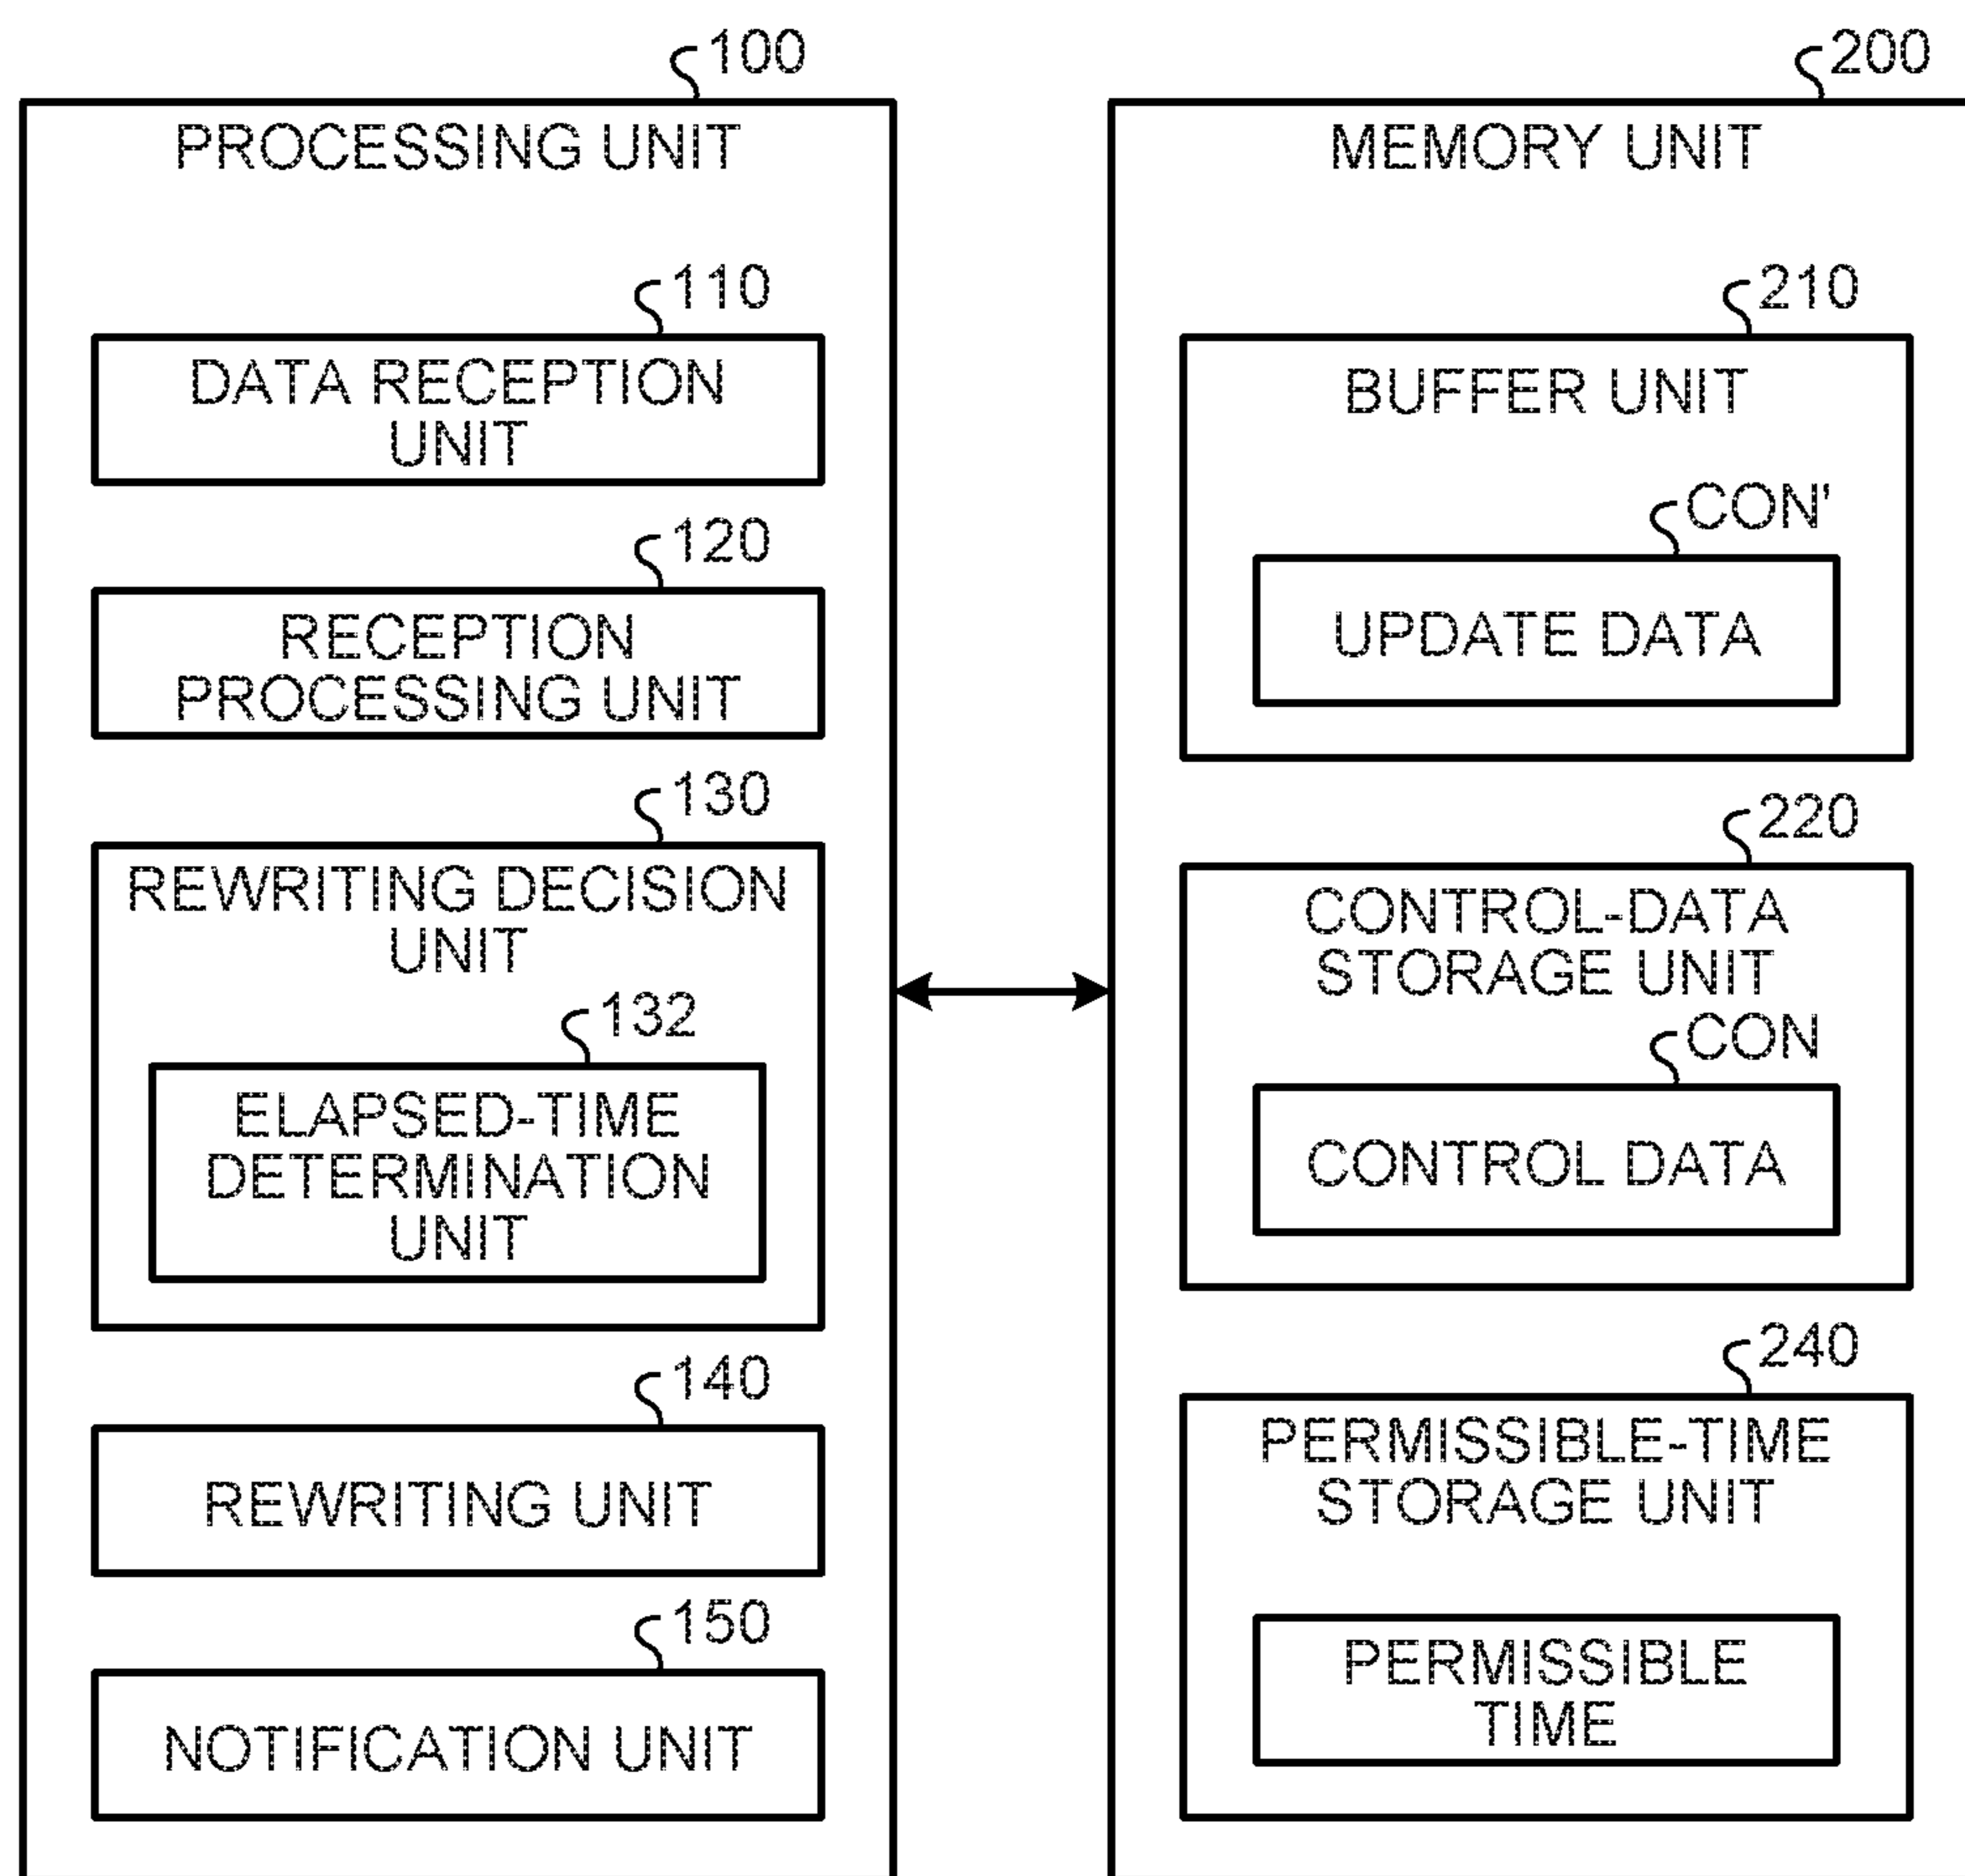 100
PROCESSING UNIT
110
DATA RECEPTION
UNIT
120
RECEPTION
PROCESSING UNIT
130
REWRITING DECISION
UNIT
132
ELAPSED-TIME
DETERMINATION
UNIT
140
REWRITING UNIT
150
NOTIFICATION UNIT
200
MEMORY UNIT
210
BUFFER UNIT
CON'
UPDATE DATA
220
CONTROL-DATA
STORAGE UNIT
CON
CONTROL DATA
240
PERMISSIBLE-TIME
STORAGE UNIT
PERMISSIBLE
TIME